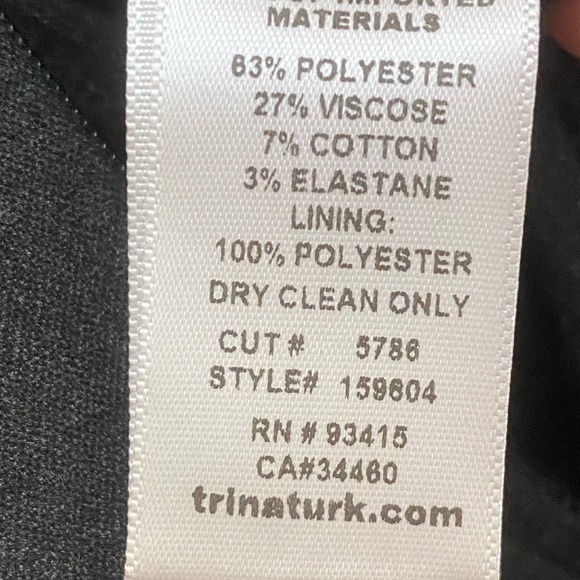 IMPORTED
MATERIALS
63% POLYESTER
27% VISCOSE
7% COTTON
3% ELASTANE
LINING:
100% POLYESTER
DRY CLEAN ONLY
CUT # 5786
STYLE# 159604
RN # 93415
CA#34460
trinaturk.com